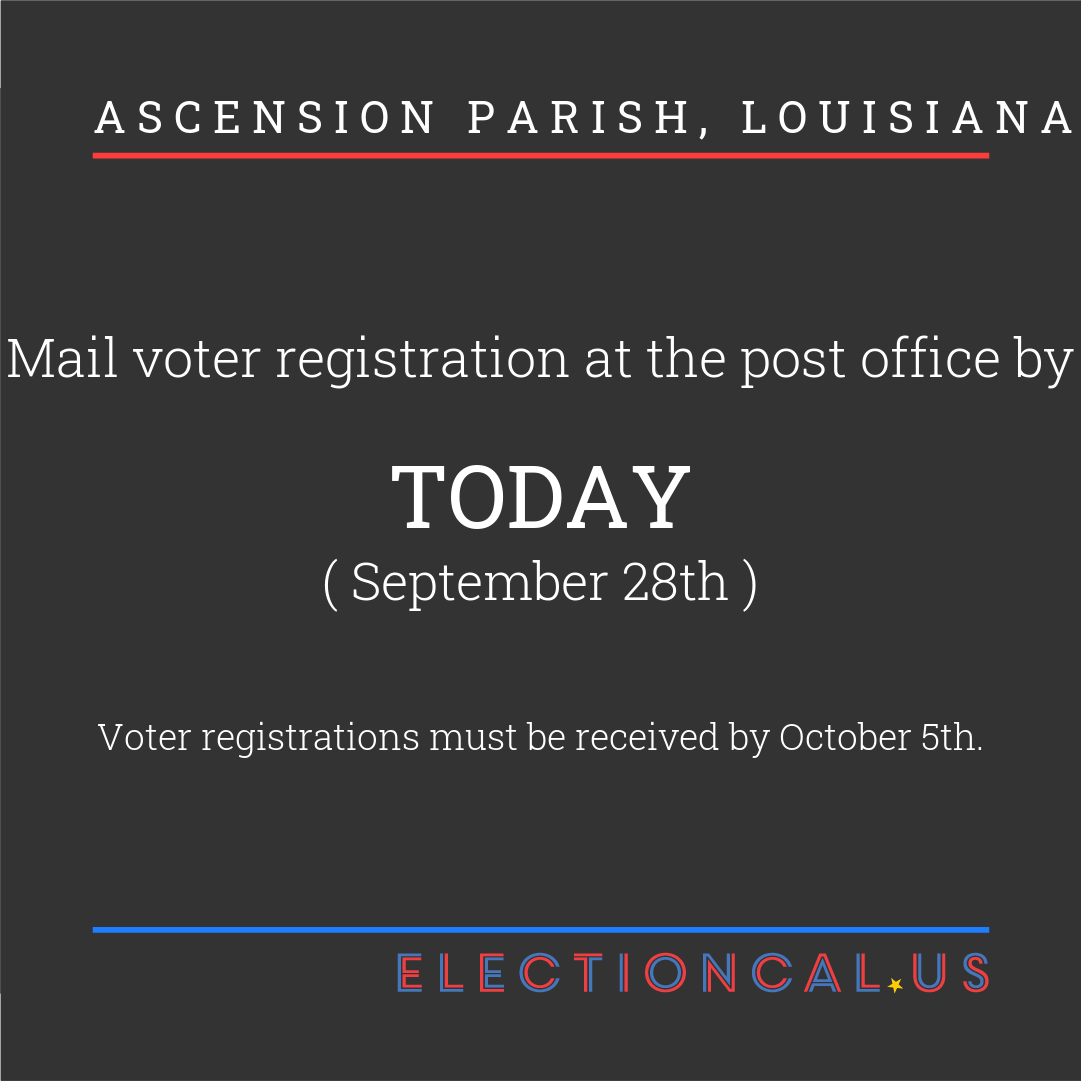 ASCENSION PARISH, LOUISIANA
Mail voter registration at the post office by
TODAY
( September 28th )
Voter registrations must be received by October 5th.
ELECTIONCAL.US